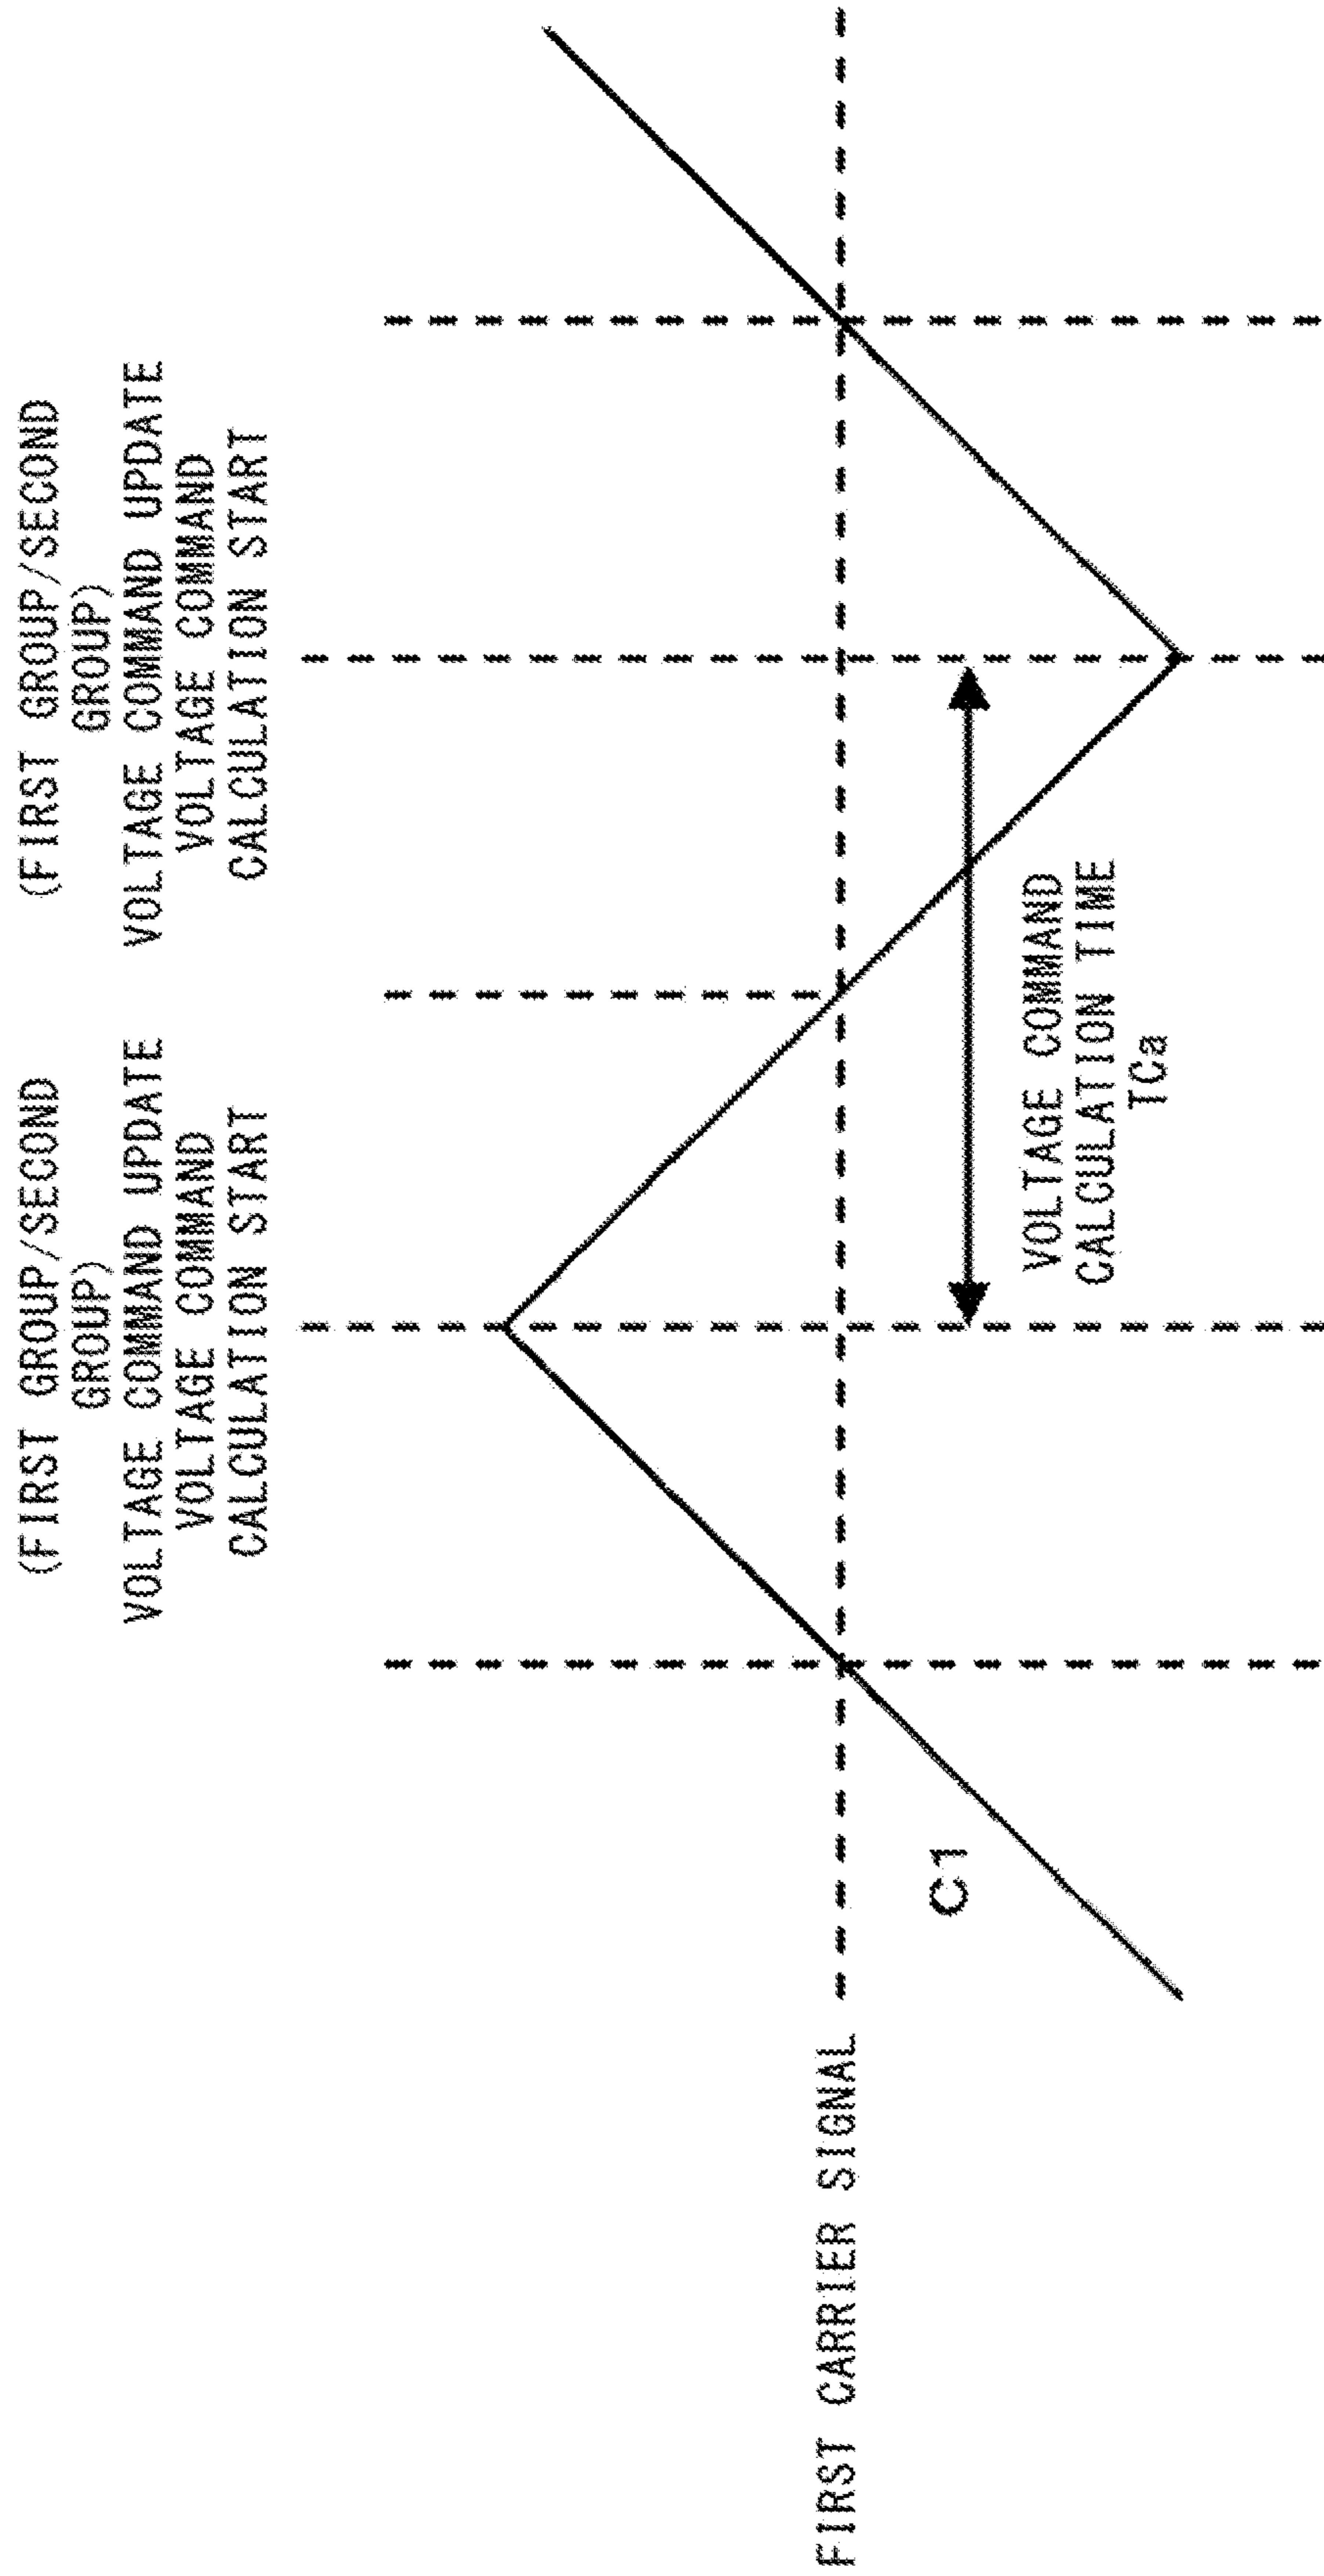 (FIRST GROUP/SECOND
GROUP)
VOLTAGE COMMAND UPDATE
VOLTAGE COMMAND
CALCULATION START
(FIRST GROUP/SECOND
GROUP)
VOLTAGE COMMAND UPDATE
VOLTAGE COMMAND
CALCULATION START
FIRST CARRIER SIGNAL
C1
VOLTAGE COMMAND
CALCULATION TIME
TCa